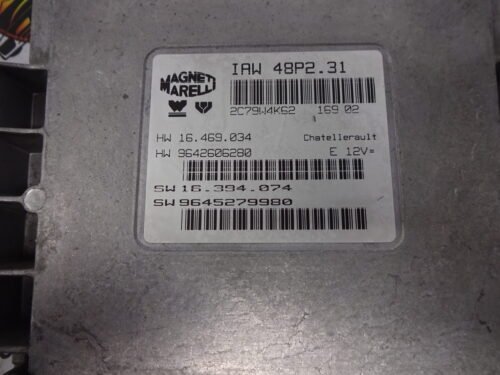 MAGNETI
MARELLI
IAW 48P2.31
2C79W4K62 169 02
HW 16.469.034 Chatellerault
HW 9642606280 E 12V=
SW 16.394.074
SW 9645279980